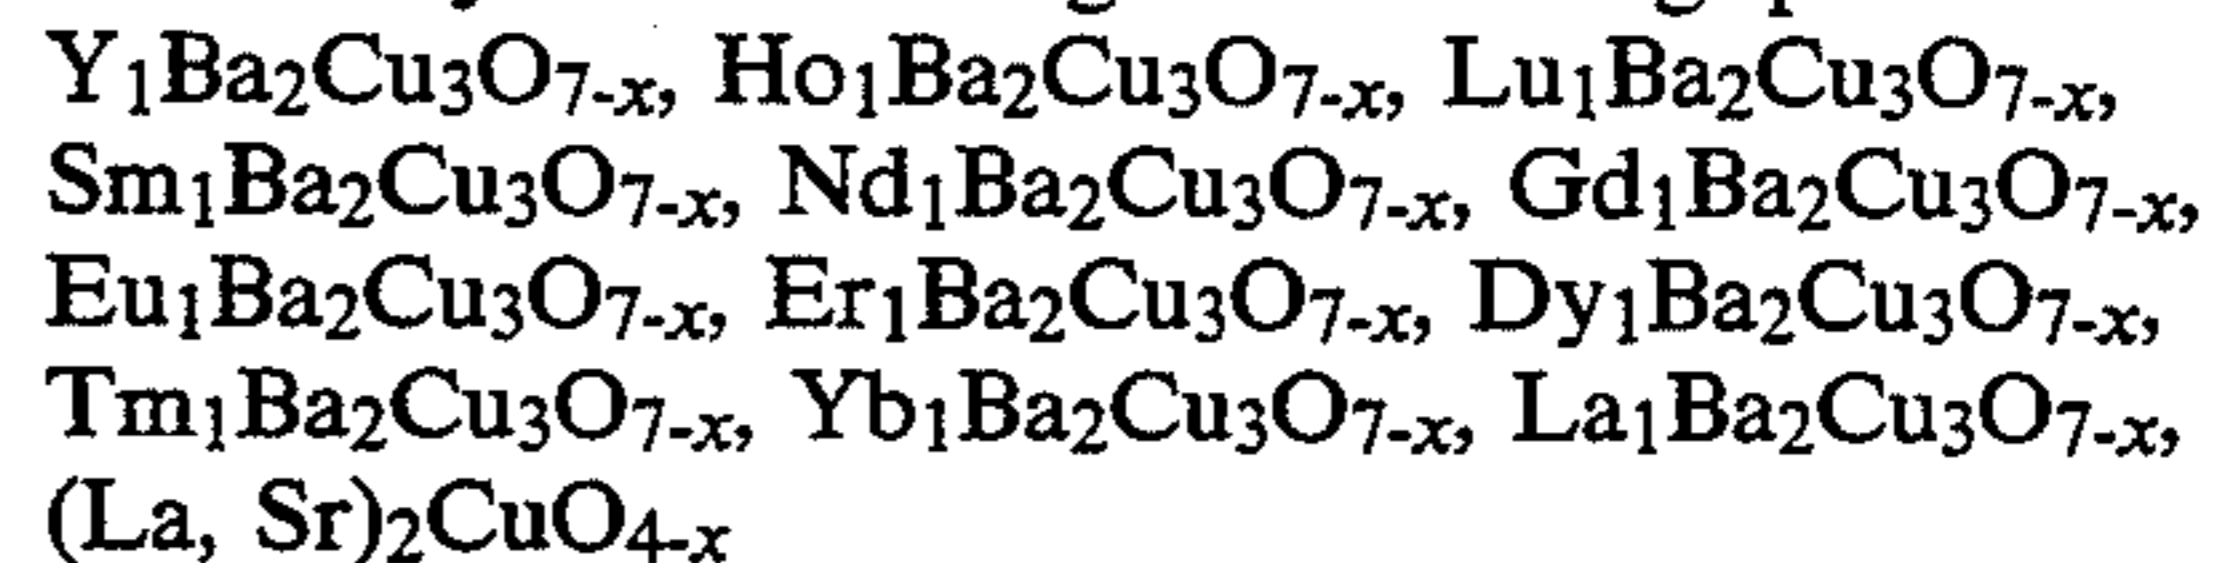 Y₁Ba₂Cu₃O₇₋ₓ, Ho₁Ba₂Cu₃O₇₋ₓ, Lu₁Ba₂Cu₃O₇₋ₓ,
Sm₁Ba₂Cu₃O₇₋ₓ, Nd₁Ba₂Cu₃O₇₋ₓ, Gd₁Ba₂Cu₃O₇₋ₓ,
Eu₁Ba₂Cu₃O₇₋ₓ, Er₁Ba₂Cu₃O₇₋ₓ, Dy₁Ba₂Cu₃O₇₋ₓ,
Tm₁Ba₂Cu₃O₇₋ₓ, Yb₁Ba₂Cu₃O₇₋ₓ, La₁Ba₂Cu₃O₇₋ₓ,
(La, Sr)₂CuO₄₋ₓ